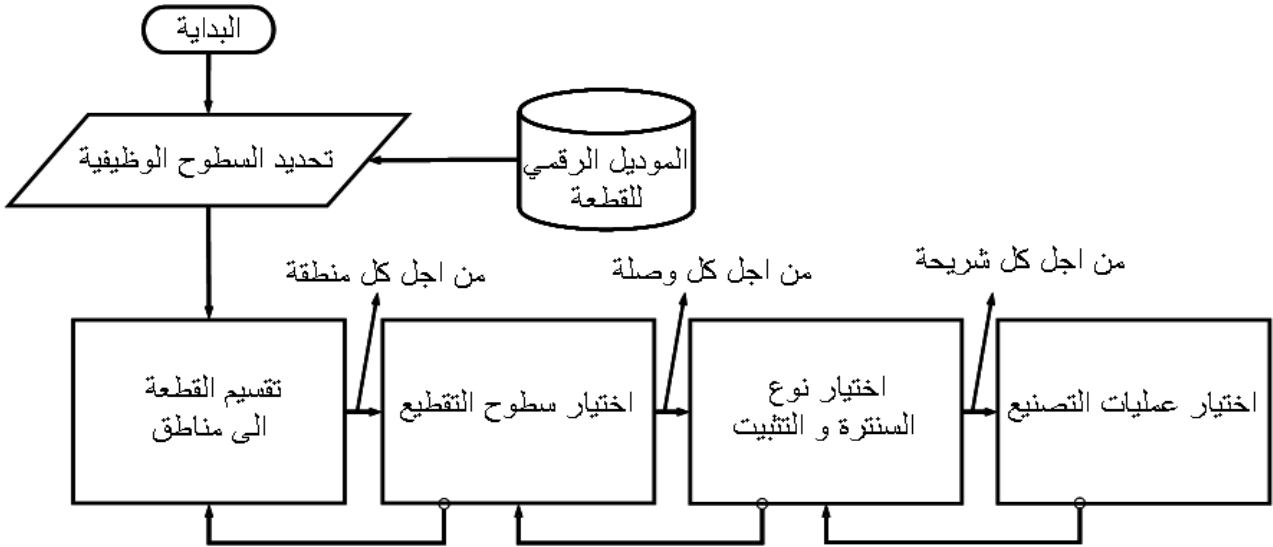 البداية
تحديد السطوح الوظيفية
الموديل الرقمي
للقطعة
من اجل كل منطقة
من اجل كل وصلة
من اجل كل شريحة
تقسيم القطعة
الى مناطق
اختيار سطوح التقطيع
اختيار نوع
السنترة و التثبيت
اختيار عمليات التصنيع